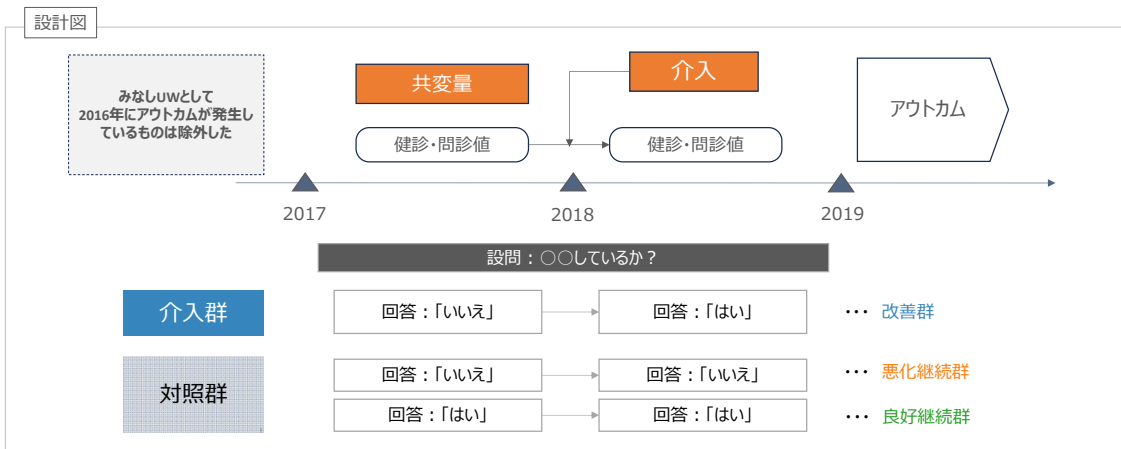 設計図
みなしUWとして
2016年にアウトカムが発生し
ているものは除外した
共変量
介入
アウトカム
健診・問診値
健診・問診値
2017
2018
2019
設問：○○しているか？
介入群
回答：「いいえ」
回答：「はい」
… 改善群
対照群
回答：「いいえ」
回答：「いいえ」
… 悪化継続群
回答：「はい」
回答：「はい」
… 良好継続群